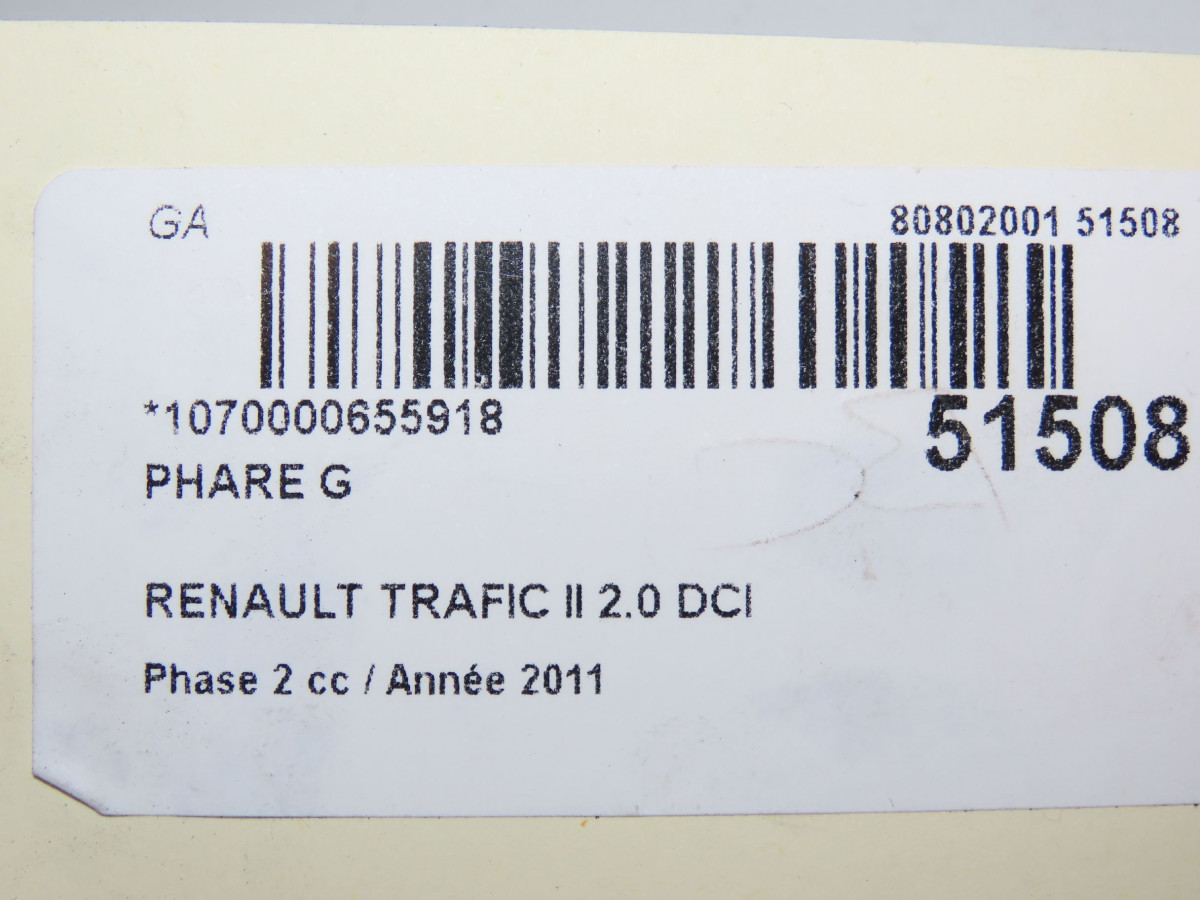 GA 80802001 51508
*1070000655918 51508
PHARE G
RENAULT TRAFIC II 2.0 DCI
Phase 2 cc / Année 2011